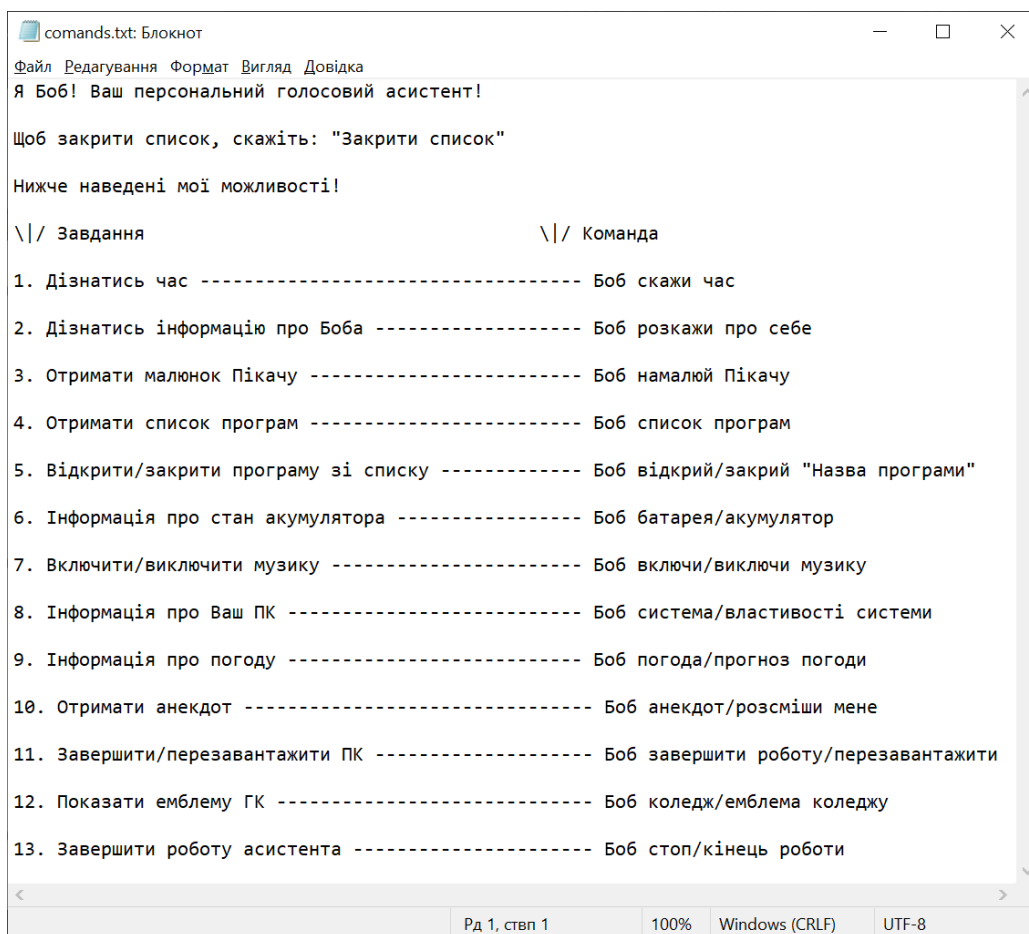 comands.txt: Блокнот
Файл Редагування Формат Вигляд Довідка
Я Боб! Ваш персональний голосовий асистент!
Щоб закрити список, скажіть: "Закрити список"
Нижче наведені мої можливості!
\|/ Завдання \|/ Команда
1. Дізнатись час ----------------------------------- Боб скажи час
2. Дізнатись інформацію про Боба ------------------- Боб розкажи про себе
3. Отримати малюнок Пікачу ------------------------- Боб намалюй Пікачу
4. Отримати список програм ------------------------- Боб список програм
5. Відкрити/закрити програму зі списку ------------- Боб відкрий/закрий "Назва програми"
6. Інформація про стан акумулятора ----------------- Боб батарея/акумулятор
7. Включити/виключити музику ----------------------- Боб включи/виключи музику
8. Інформація про Ваш ПК --------------------------- Боб система/властивості системи
9. Інформація про погоду --------------------------- Боб погода/прогноз погоди
10. Отримати анекдот -------------------------------- Боб анекдот/розсміши мене
11. Завершити/перезавантажити ПК -------------------- Боб завершити роботу/перезавантажити
12. Показати емблему ГК ----------------------------- Боб коледж/емблема коледжу
13. Завершити роботу асистента ---------------------- Боб стоп/кінець роботи
Рд 1, ствп 1 100% Windows (CRLF) UTF-8